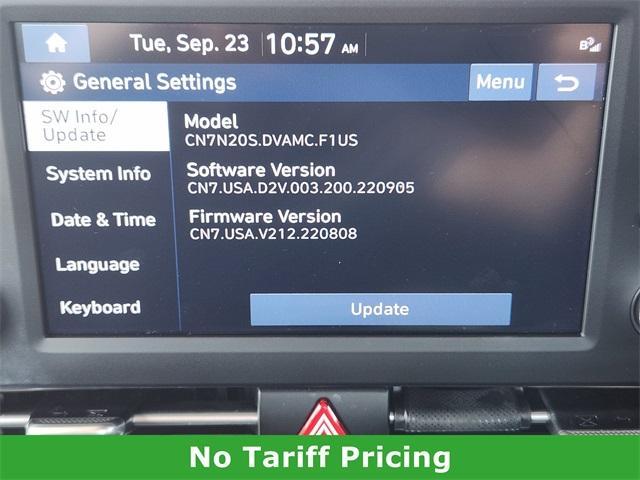 Tue, Sep. 23 10:57 AM
General Settings Menu
SW Info/
Update
System Info
Date & Time
Language
Keyboard
Model
CN7N20S.DVAMC.F1US
Software Version
CN7.USA.D2V.003.200.220905
Firmware Version
CN7.USA.V212.220808
Update
No Tariff Pricing